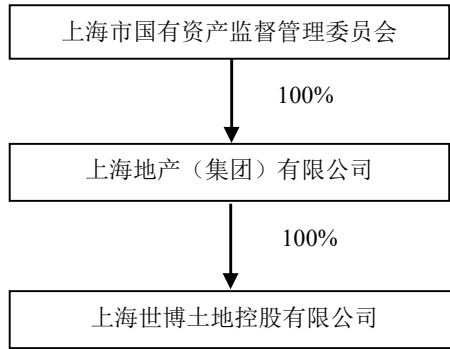 上海市国有资产监督管理委员会
100%
上海地产（集团）有限公司
100%
上海世博土地控股有限公司